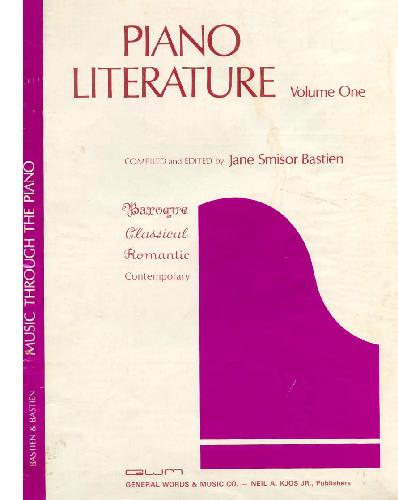 PIANO
LITERATURE Volume One
COMPILED and EDITED by Jane Smisor Bastien
Baroque
Classical
Romantic
Contemporary
MUSIC THROUGH THE PIANO
BASTIEN & BASTIEN
GWM
GENERAL WORDS & MUSIC CO. — NEIL A. KJOS JR., Publishers